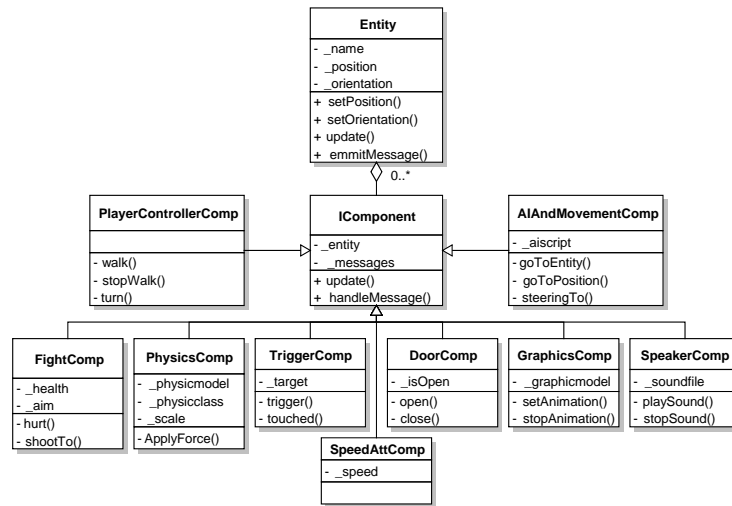 Entity
- _name
- _position
- _orientation
+ setPosition()
+ setOrientation()
+ update()
+ emmitMessage()
0..*
PlayerControllerComp
- walk()
- stopWalk()
- turn()
IComponent
- _entity
- _messages
+ update()
+ handleMessage()
AIAndMovementComp
- _aiscript
- goToEntity()
- goToPosition()
- steeringTo()
FightComp
- _health
- _aim
- hurt()
- shootTo()
PhysicsComp
- _physicmodel
- _physicclass
- _scale
- ApplyForce()
TriggerComp
- _target
- trigger()
- touched()
DoorComp
- _isOpen
- open()
- close()
GraphicsComp
- _graphicmodel
- setAnimation()
- stopAnimation()
SpeakerComp
- _soundfile
- playSound()
- stopSound()
SpeedAttComp
- _speed